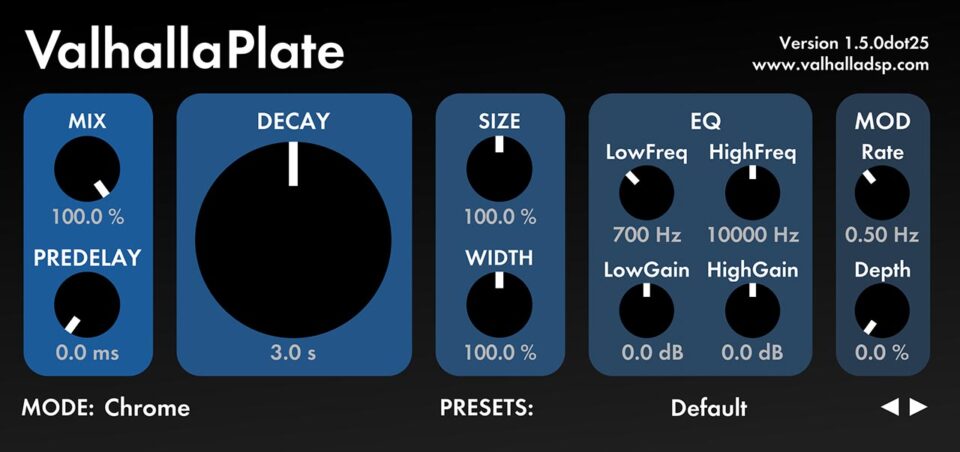 ValhallaPlate
Version 1.5.0dot25
www.valhalladsp.com
MIX
100.0 %
PREDELAY
0.0 ms
DECAY
3.0 s
SIZE
100.0 %
WIDTH
100.0 %
EQ
LowFreq HighFreq
700 Hz 10000 Hz
LowGain HighGain
0.0 dB 0.0 dB
MOD
Rate
0.50 Hz
Depth
0.0 %
MODE: Chrome
PRESETS: Default